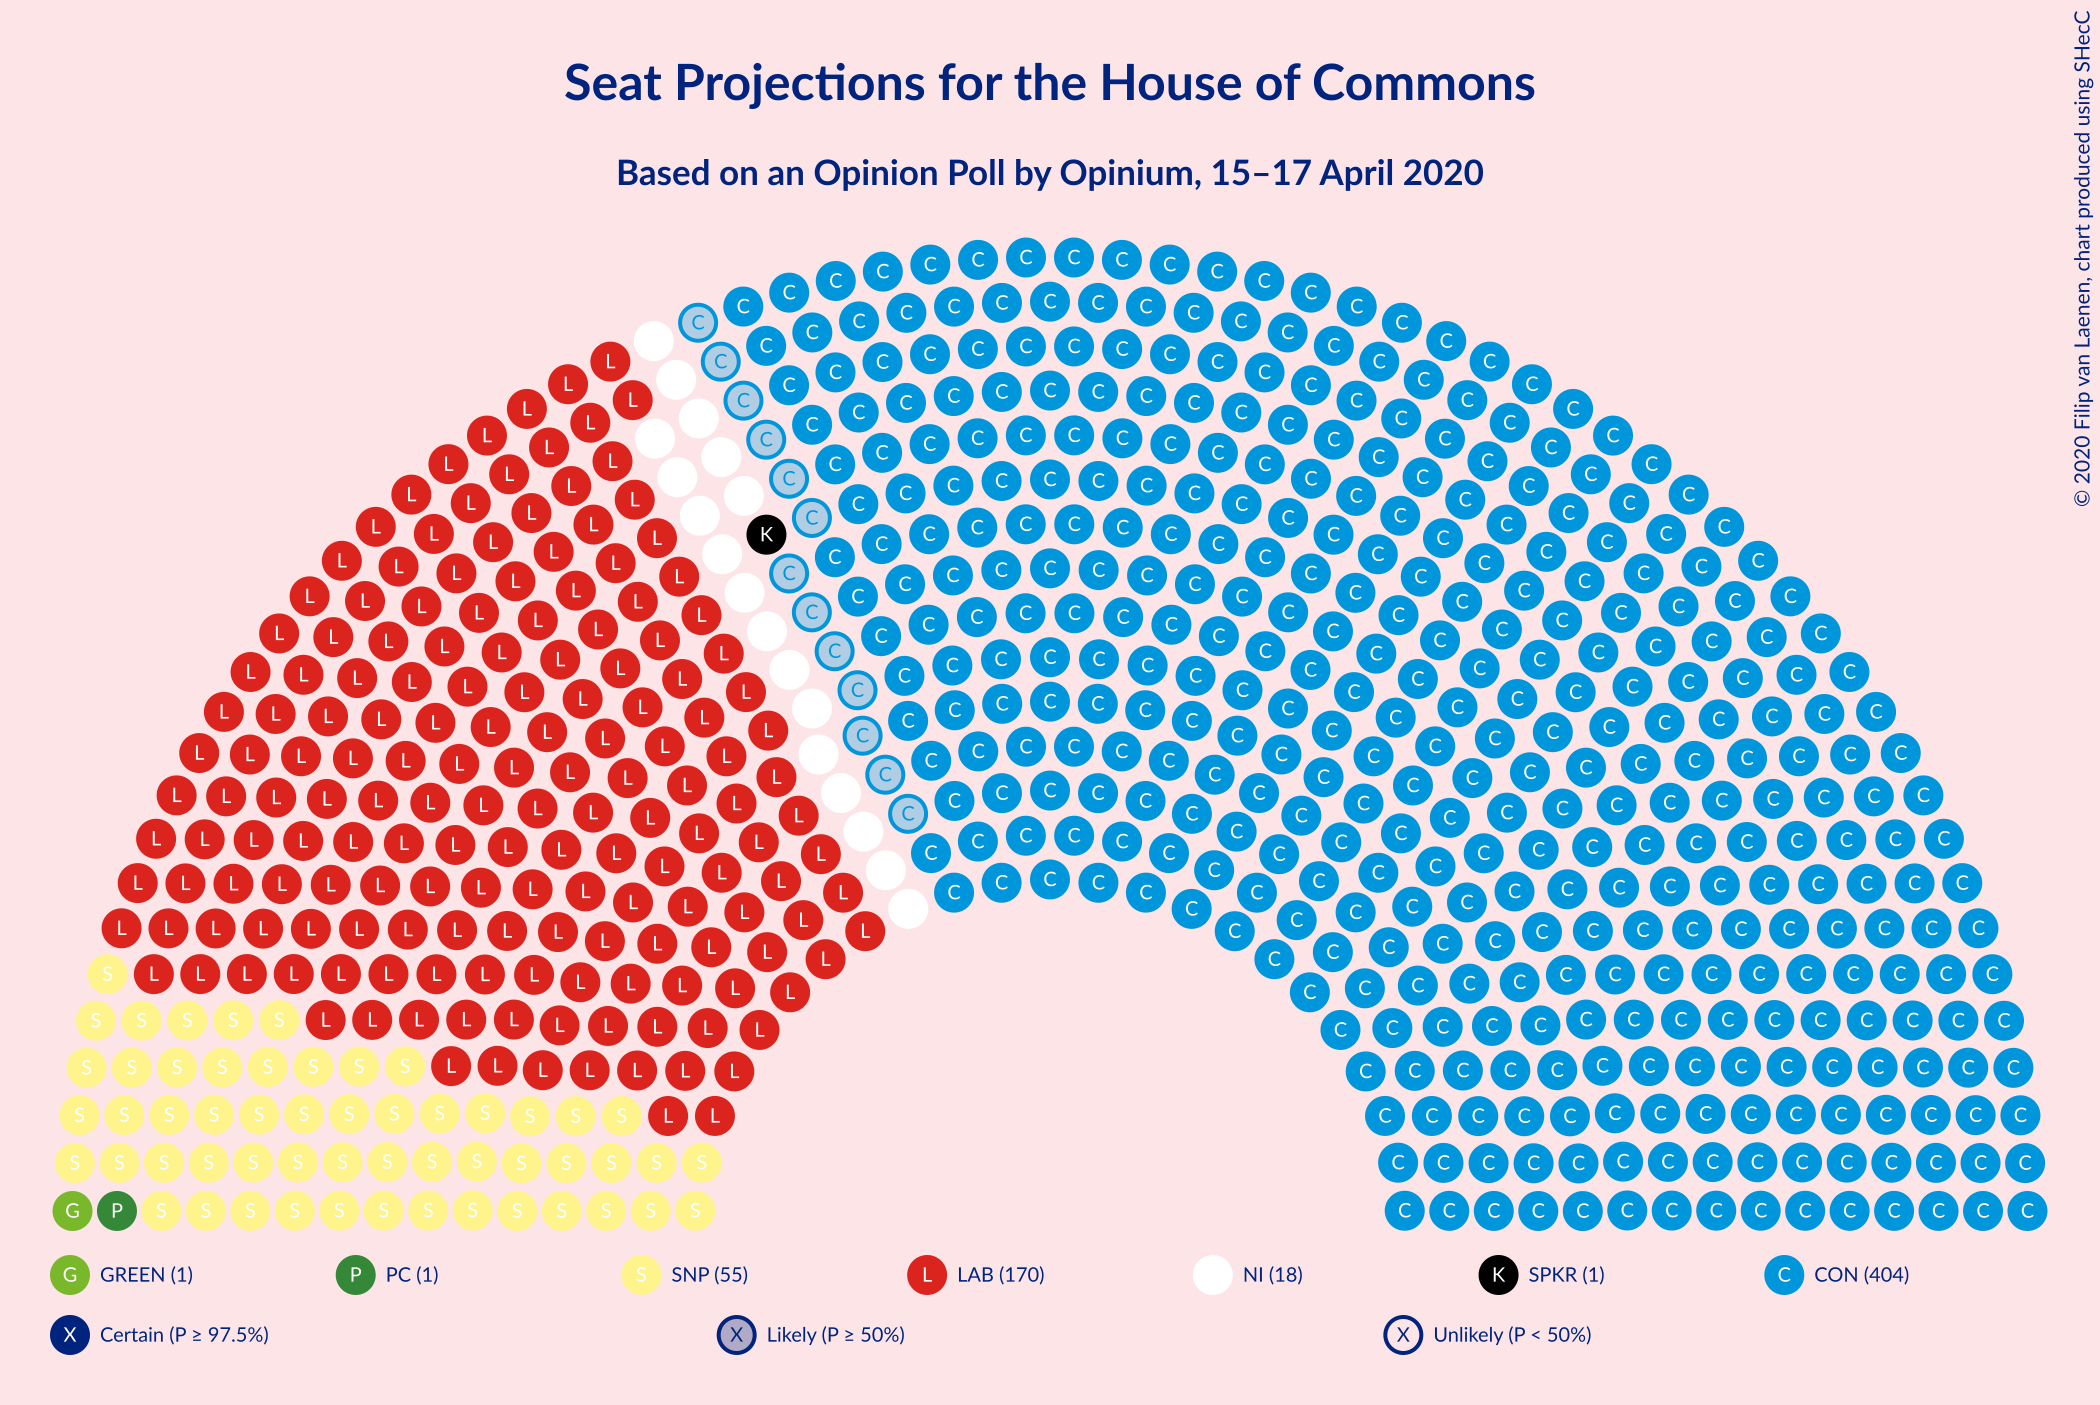 Seat Projections for the House of Commons
Based on an Opinion Poll by Opinium, 15–17 April 2020
© 2020 Filip van Laenen, chart produced using SHecC
G GREEN (1) P PC (1) S SNP (55) L LAB (170) NI (18) K SPKR (1) C CON (404)
X Certain (P ≥ 97.5%) X Likely (P ≥ 50%) X Unlikely (P < 50%)